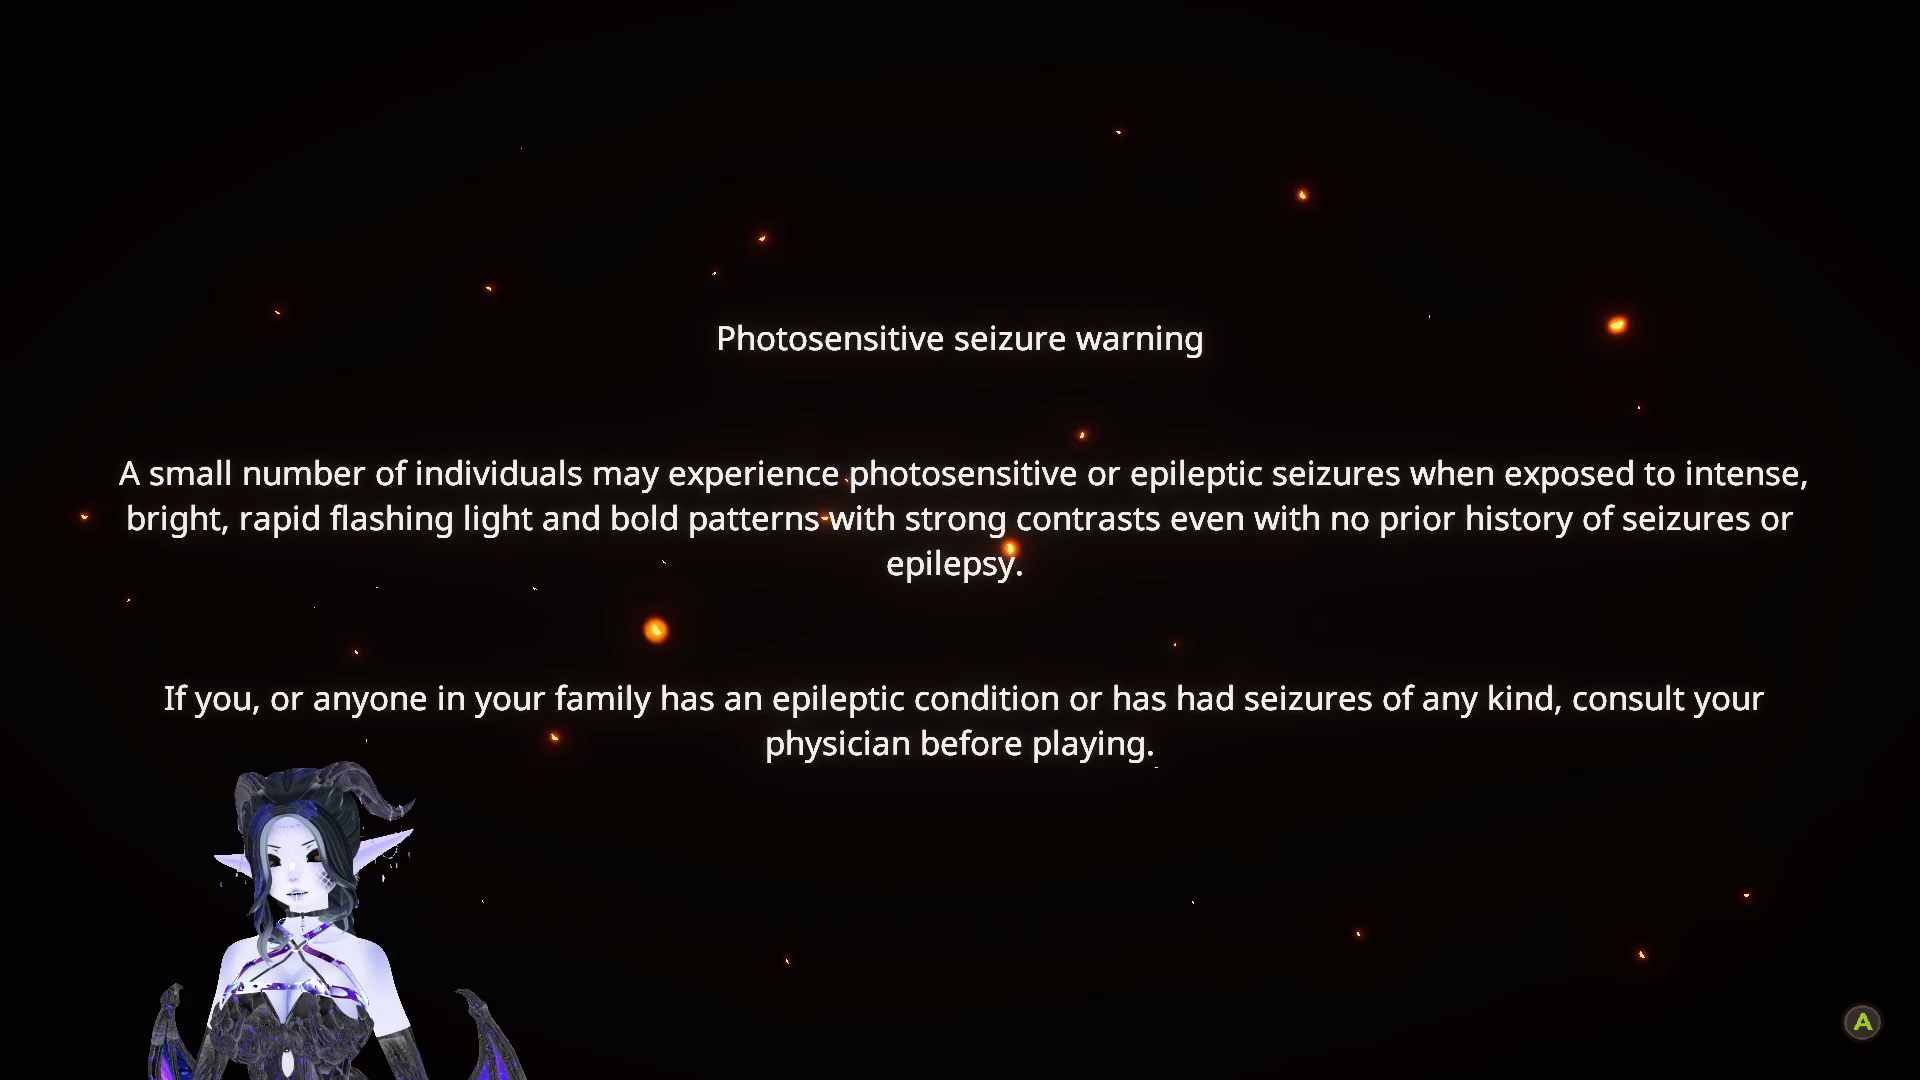 Photosensitive seizure warning
A small number of individuals may experience photosensitive or epileptic seizures when exposed to intense,
bright, rapid flashing light and bold patterns with strong contrasts even with no prior history of seizures or
epilepsy.
If you, or anyone in your family has an epileptic condition or has had seizures of any kind, consult your
physician before playing.
A